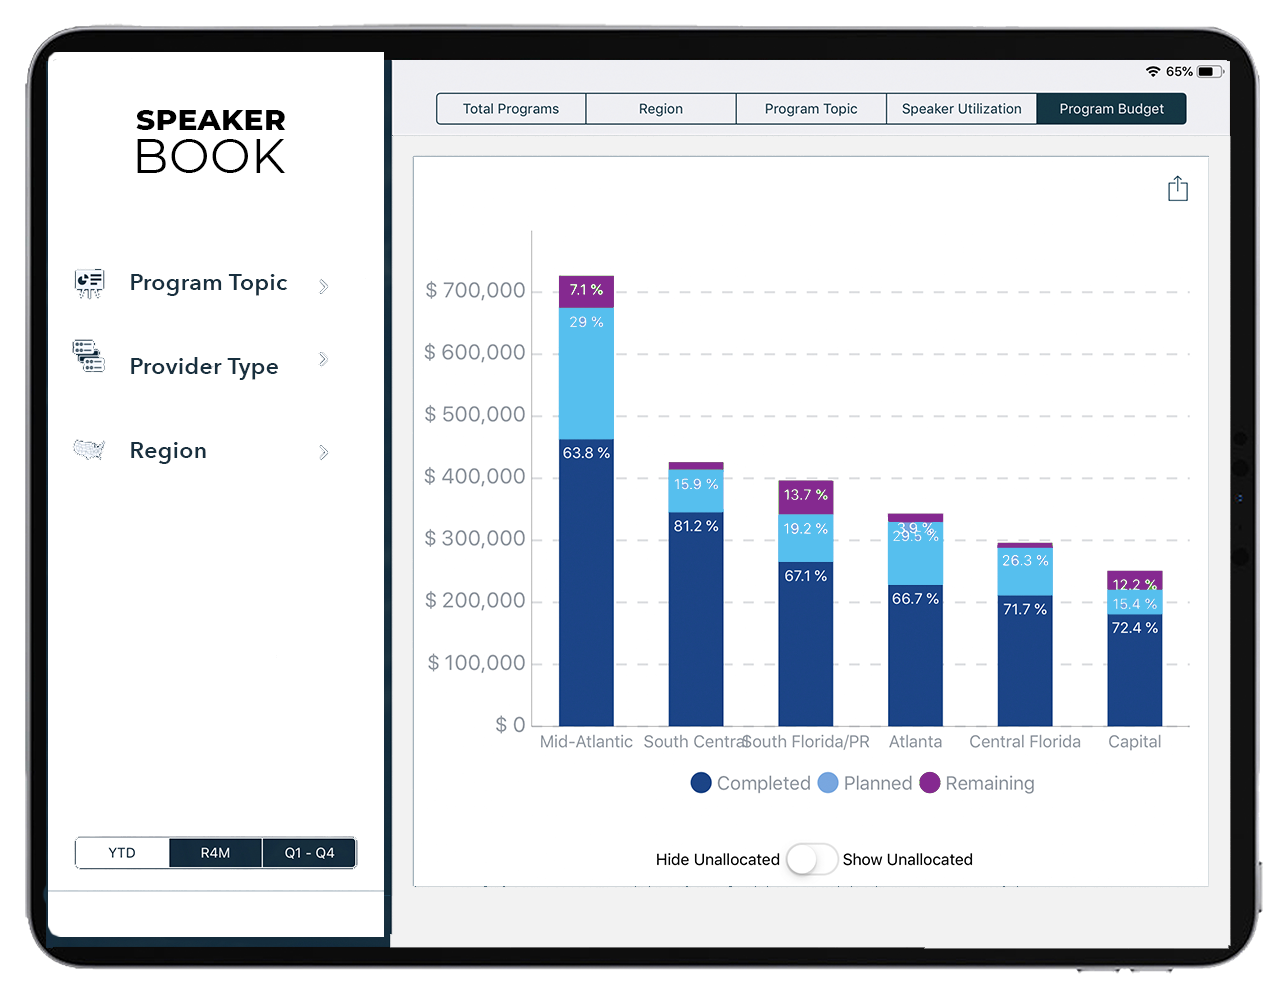 65%
SPEAKER
BOOK
Total Programs
Region
Program Topic
Speaker Utilization
Program Budget
Program Topic
Provider Type
Region
YTD
R4M
Q1 - Q4
$ 700,000
$ 600,000
$ 500,000
$ 400,000
$ 300,000
$ 200,000
$ 100,000
$ 0
7.1 %
29 %
63.8 %
15.9 %
81.2 %
13.7 %
19.2 %
67.1 %
3.9 %
29.5 %
66.7 %
26.3 %
71.7 %
12.2 %
15.4 %
72.4 %
Mid-Atlantic
South Central
South Florida/PR
Atlanta
Central Florida
Capital
Completed
Planned
Remaining
Hide Unallocated
Show Unallocated